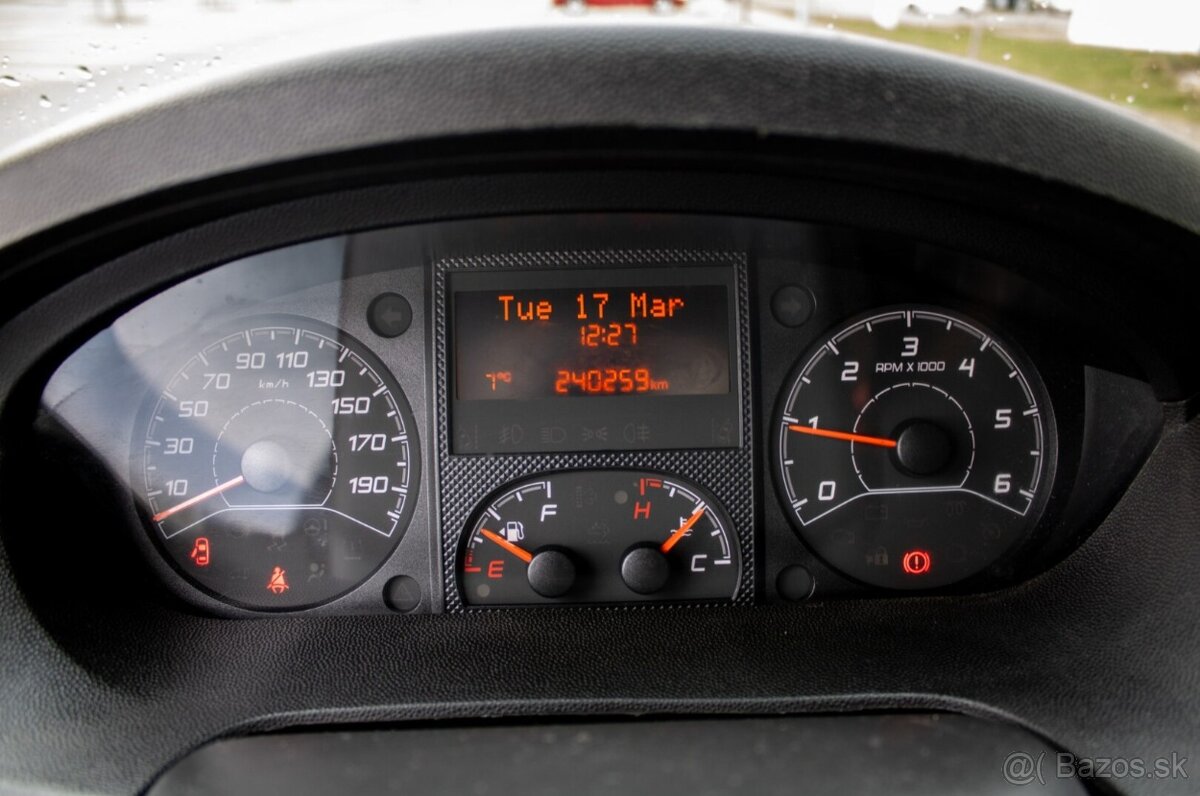 Tue 17 Mar
12:27
7°C 240259km
10 30 50 70 90 110 130 150 170 190
km/h
E F
H C
0 1 2 3 4 5 6
RPM X 1000
@( Bazos.sk